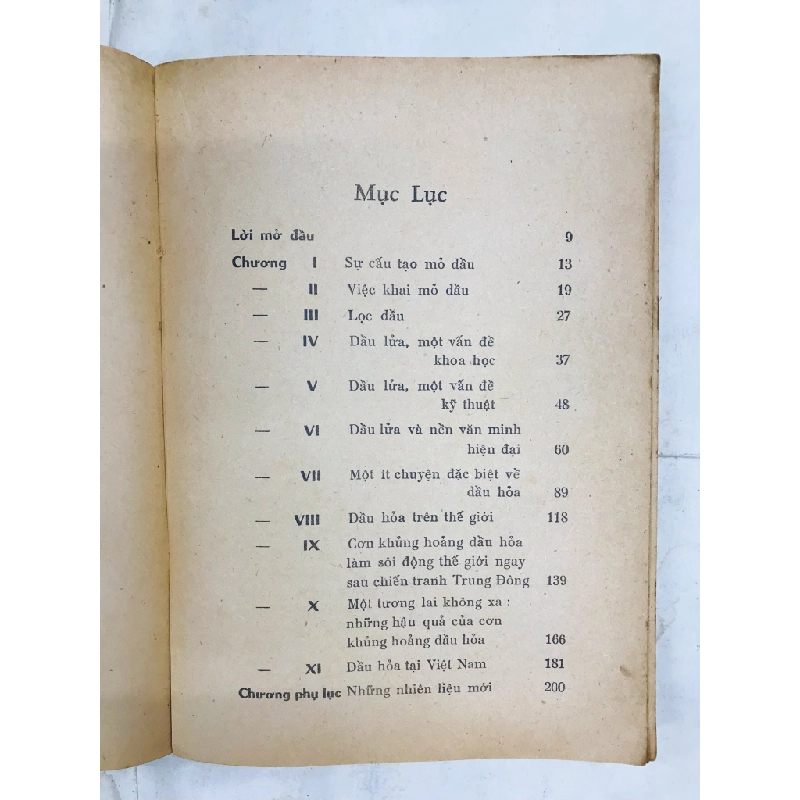 Mục Lục
Lời mở đầu 9
Chương I Sự cấu tạo mỏ dầu 13
— II Việc khai mỏ dầu 19
— III Lọc dầu 27
— IV Dầu lửa, một vấn đề
khoa học 37
— V Dầu lửa, một vấn đề
kỹ thuật 48
— VI Dầu lửa và nền văn minh
hiện đại 60
— VII Một ít chuyện đặc biệt về
dầu hỏa 89
— VIII Dầu hỏa trên thế giới 118
— IX Cơn khủng hoảng dầu hỏa
làm sôi động thế giới ngay
sau chiến tranh Trung Đông 139
— X Một tương lai không xa :
những hậu quả của cơn
khủng hoảng dầu hỏa 166
— XI Dầu hỏa tại Việt Nam 181
Chương phụ lục Những nhiên liệu mới 200